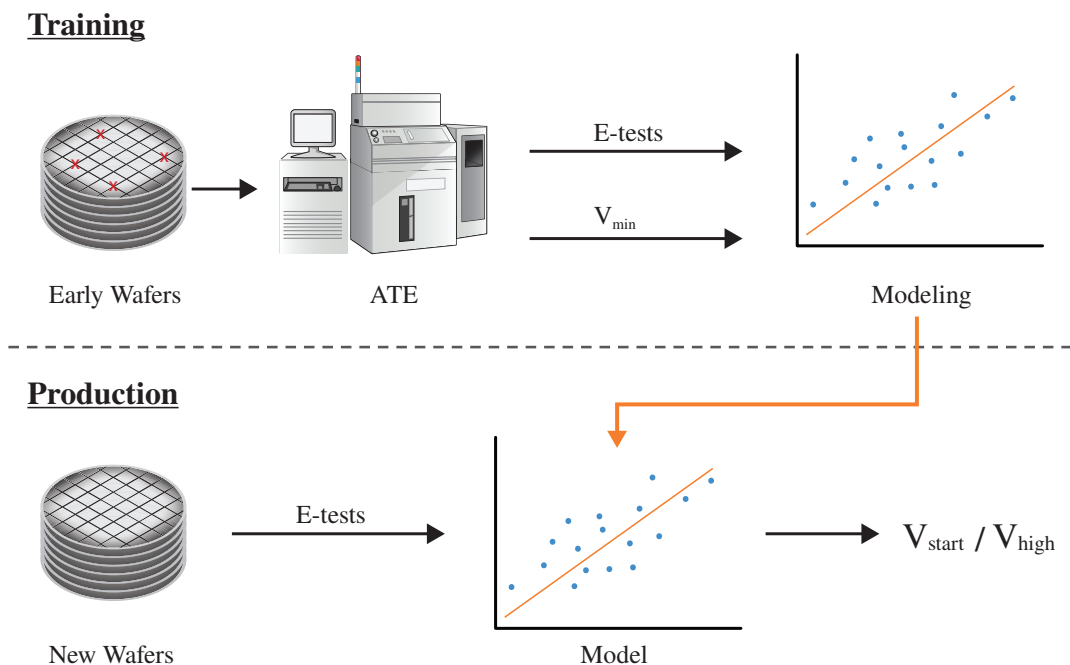 Training
E-tests
V_min
Early Wafers
ATE
Modeling
Production
E-tests
V_start / V_high
New Wafers
Model